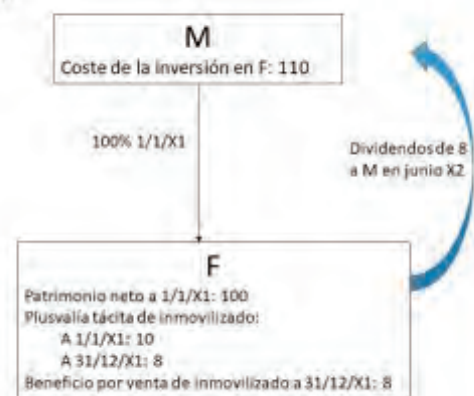 M
Coste de la inversión en F: 110
100% 1/1/X1
Dividendos de 8
a M en junio X2
F
Patrimonio neto a 1/1/X1: 100
Plusvalía tácita de inmovilizado:
A 1/1/X1: 10
A 31/12/X1: 8
Beneficio por venta de inmovilizado a 31/12/X1: 8